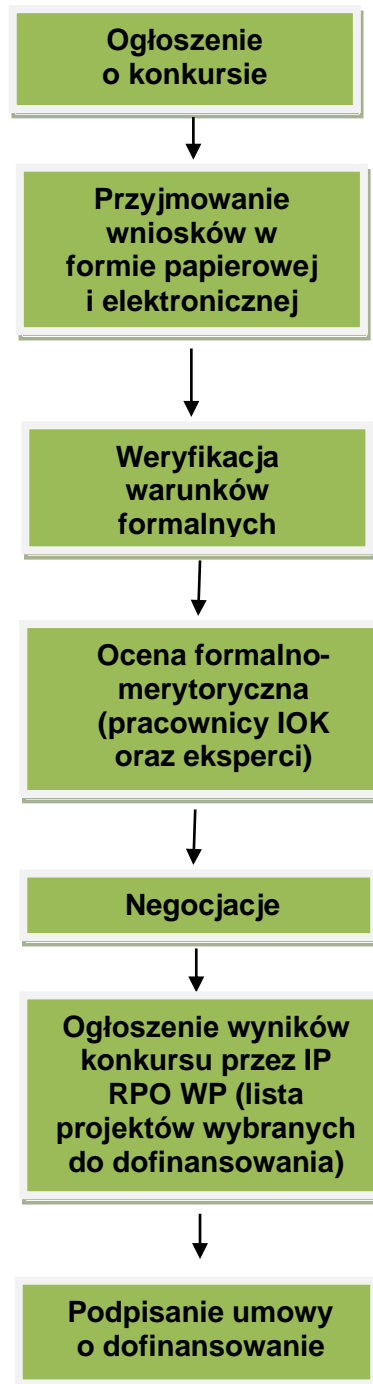 Ogłoszenie
o konkursie
Przyjmowanie
wniosków w
formie papierowej
i elektronicznej
Weryfikacja
warunków
formalnych
Ocena formalno-
merytoryczna
(pracownicy IOK
oraz eksperci)
Negocjacje
Ogłoszenie wyników
konkursu przez IP
RPO WP (lista
projektów wybranych
do dofinansowania)
Podpisanie umowy
o dofinansowanie